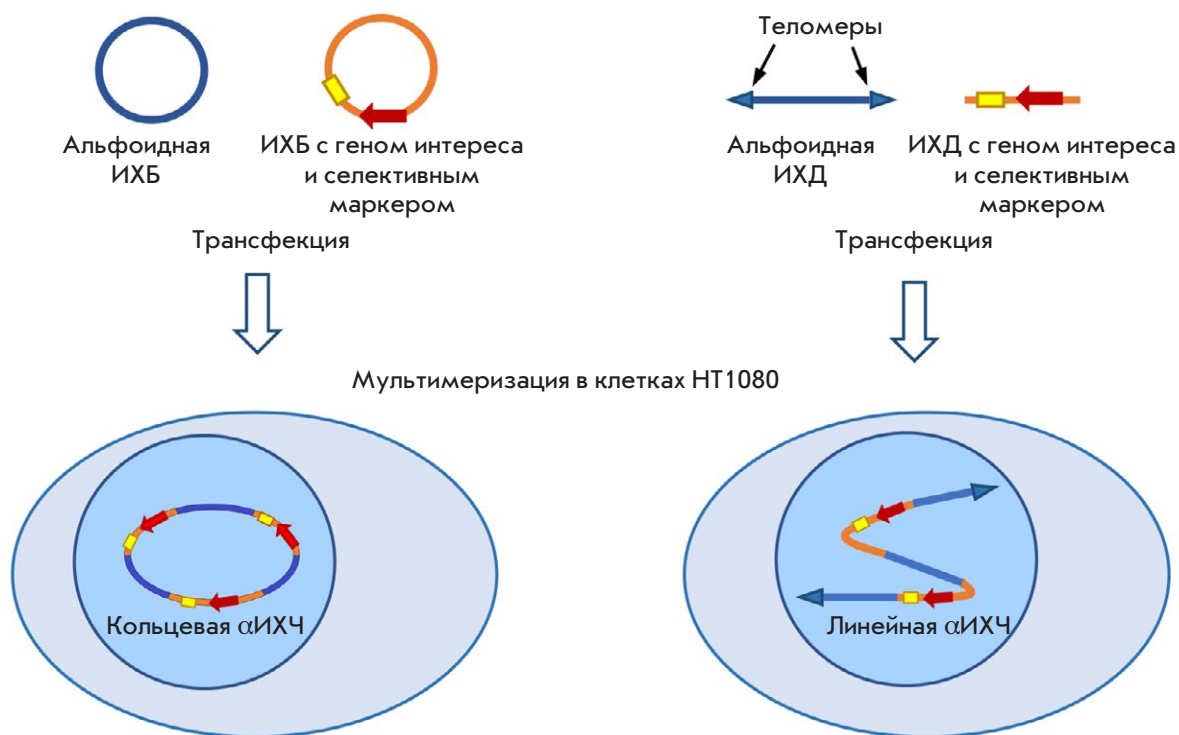 Альфоидная
ИХБ
ИХБ с геном интереса
и селективным
маркером
Трансфекция
Теломеры
Альфоидная
ИХД
ИХД с геном интереса
и селективным
маркером
Трансфекция
Мультимеризация в клетках HT1080
Кольцевая αИХЧ
Линейная αИХЧ